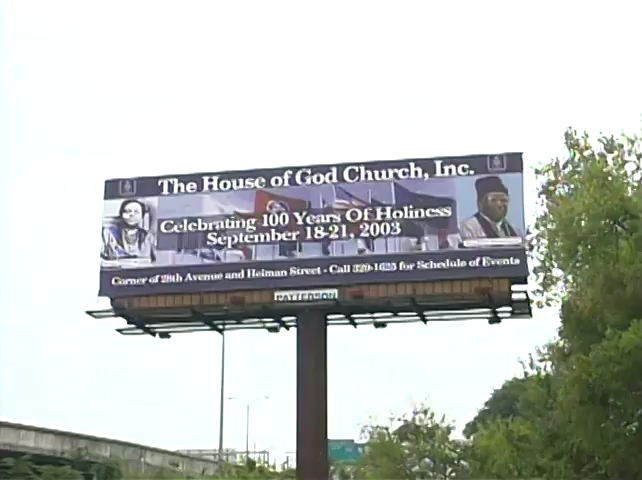 The House of God Church, Inc.
Celebrating 100 Years Of Holiness
September 18-21, 2003
Corner of 28th Avenue and Heiman Street - Call for Schedule of Events
PATTERSON